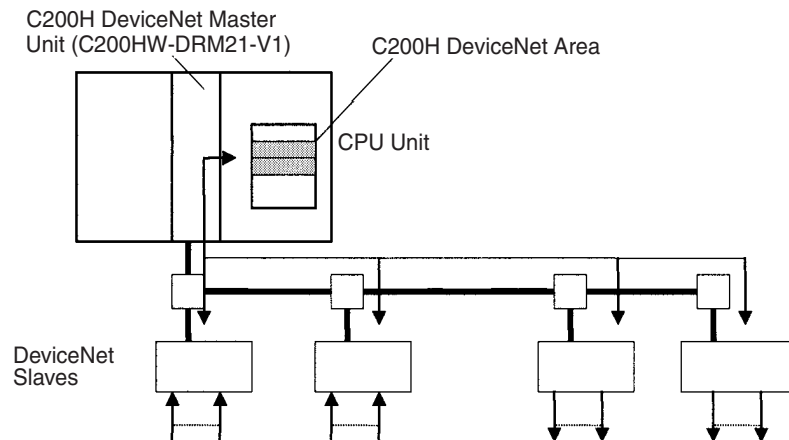 C200H DeviceNet Master
Unit (C200HW-DRM21-V1)
C200H DeviceNet Area
CPU Unit
DeviceNet
Slaves